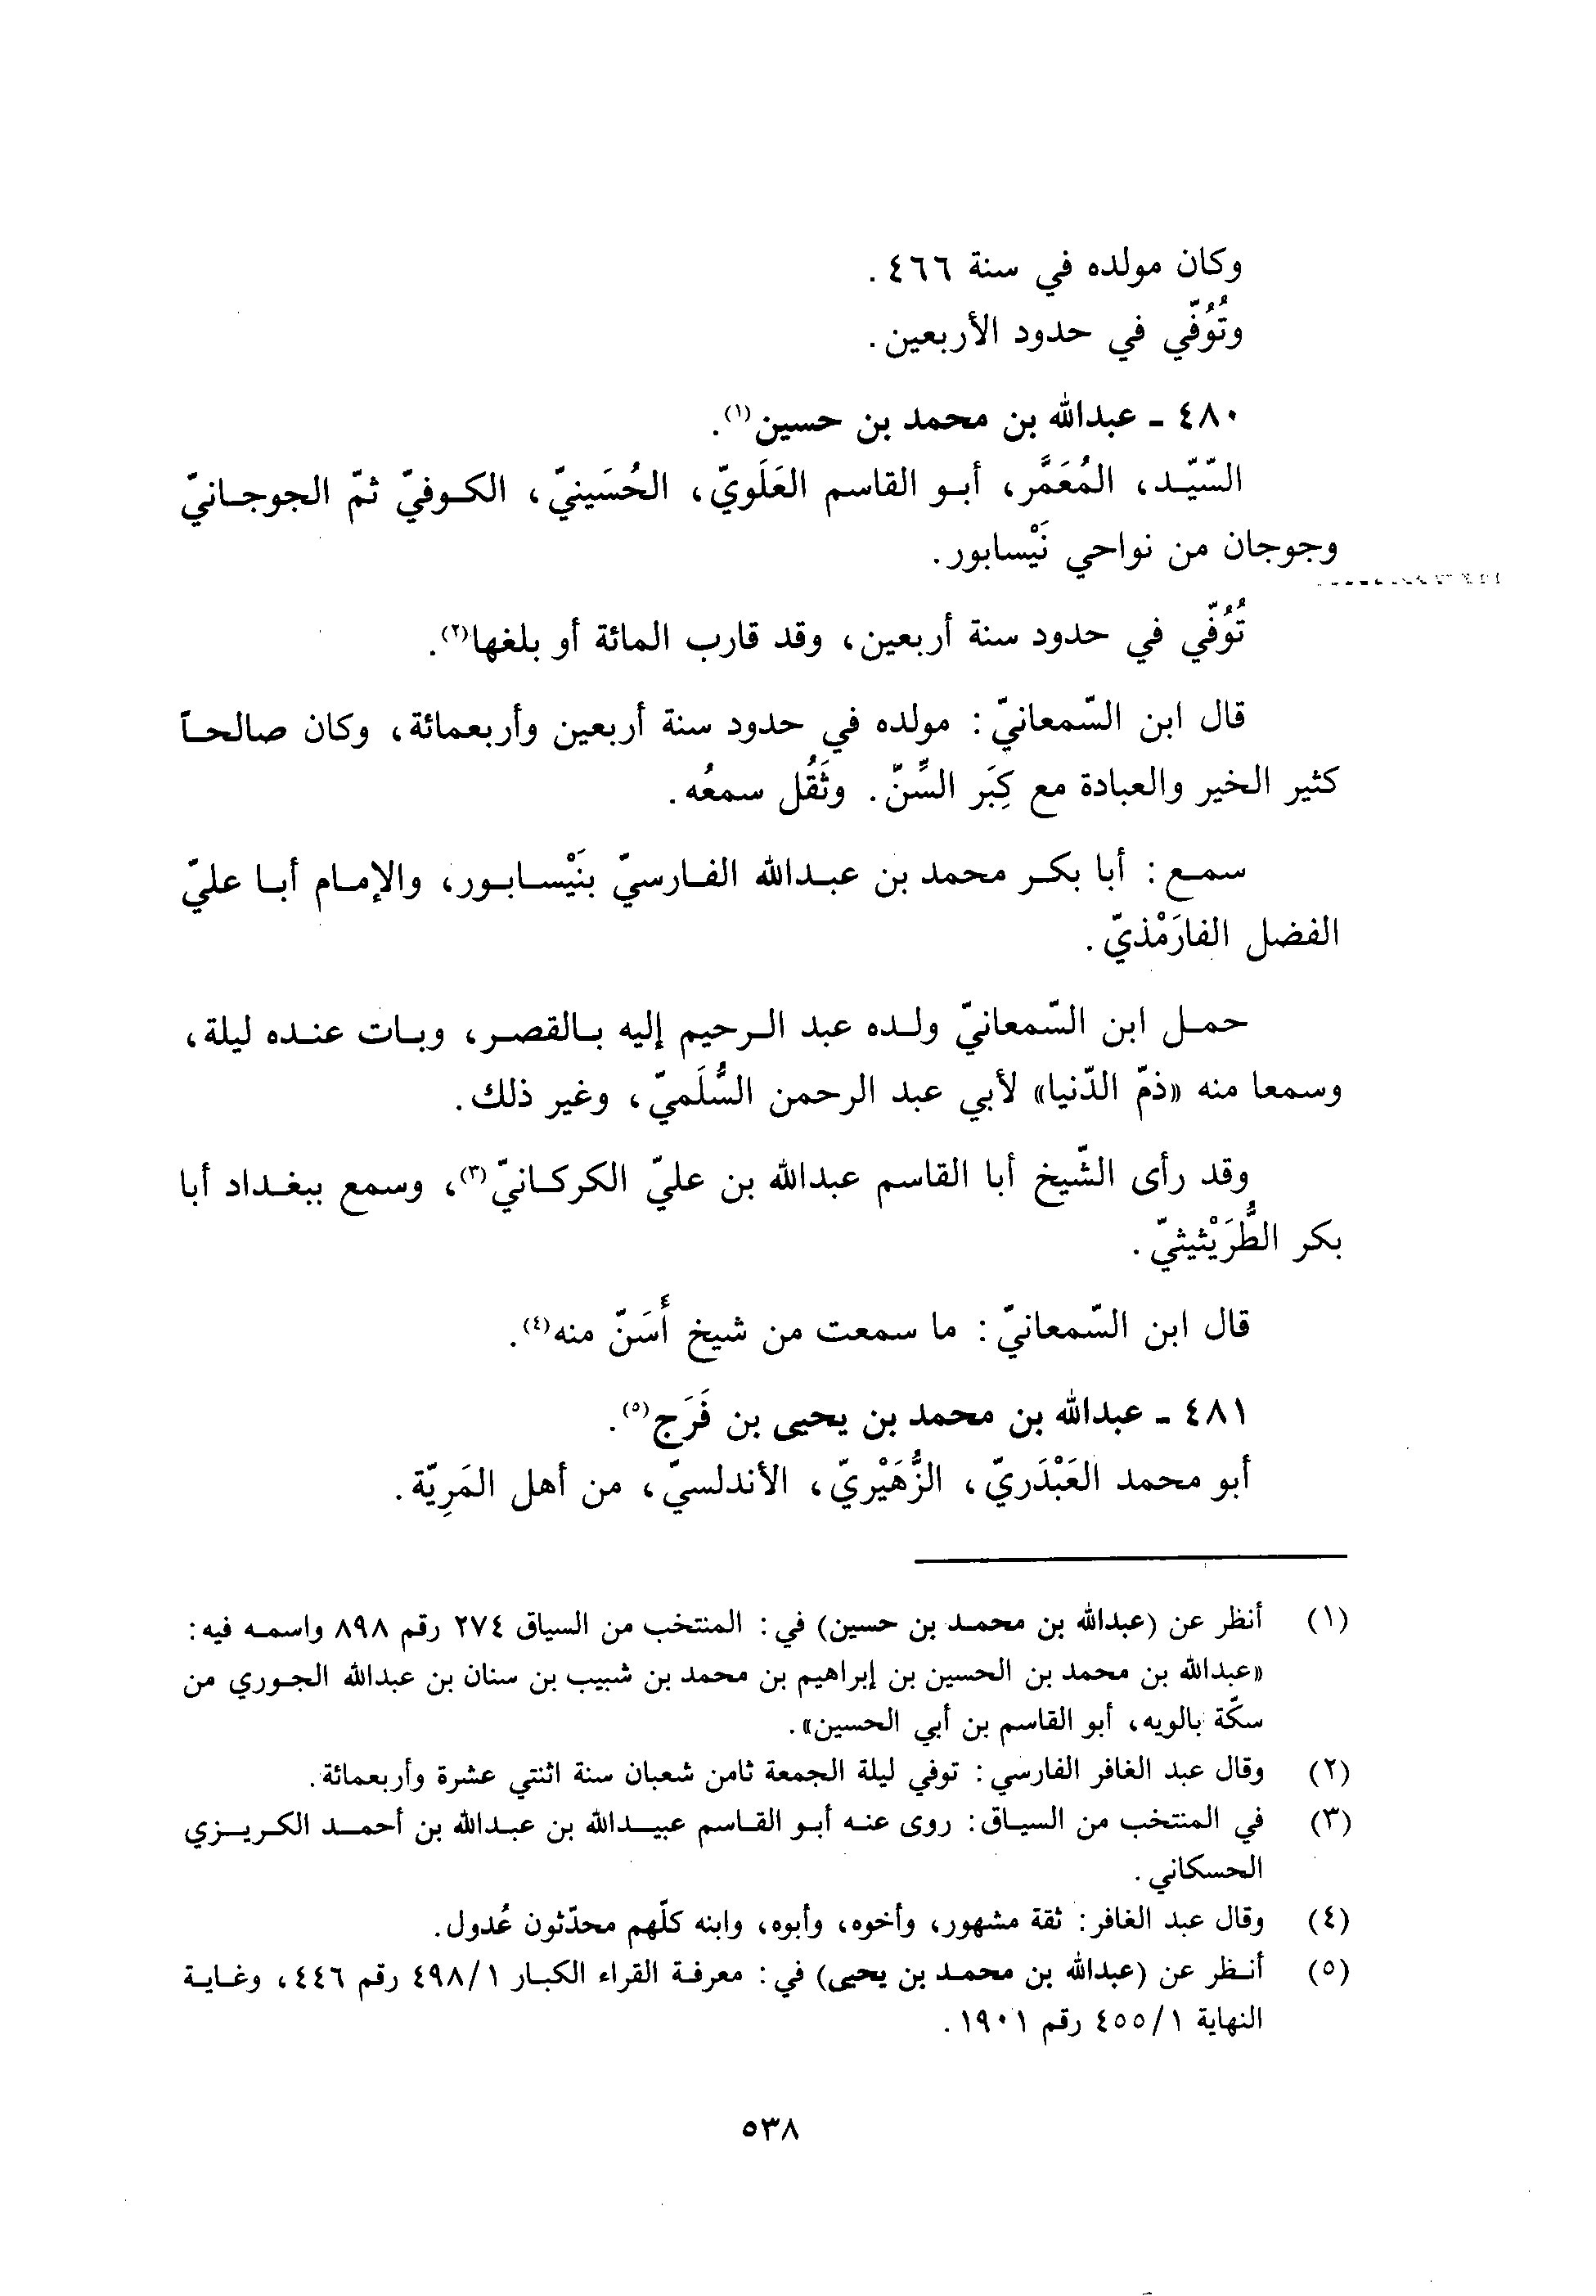 وكان مولده في سنة ٤٦٦ .
وتُوُفّي في حدود الأربعين .
٤٨٠ ـ عبدالله بن محمد بن حسين(١).
السّيّد، المُعَمَّر، أبو القاسم العَلَويّ، الحُسَينيّ، الكوفيّ ثمّ الجوجانيّ
وجوجان من نواحي نَيْسابور.
تُوُفّي في حدود سنة أربعين، وقد قارب المائة أو بلغها(٢).
قال ابن السّمعانيّ : مولده في حدود سنة أربعين وأربعمائة، وكان صالحاً
كثير الخير والعبادة مع كِبَر السِّنّ. وثَقُل سمعُه.
سمع : أبا بكر محمد بن عبدالله الفارسيّ بنَيْسابور، والإمام أبا عليّ
الفضل الفارَمْذيّ .
حمل ابن السّمعانيّ ولده عبد الرحيم إليه بالقصر، وبات عنده ليلة،
وسمعا منه «ذمّ الدّنيا» لأبي عبد الرحمن السُّلَميّ، وغير ذلك.
وقد رأى الشّيخ أبا القاسم عبدالله بن عليّ الكركانيّ(٣)، وسمع ببغداد أبا
بكر الطُّرَيْثيثيّ .
قال ابن السّمعانيّ : ما سمعت من شيخ أَسَنّ منه(٤).
٤٨١ ـ عبدالله بن محمد بن يحيى بن فَرَج(٥).
أبو محمد العَبْدَريّ، الزُّهَيْريّ، الأندلسيّ، من أهل المَرِيّة.
(١) أنظر عن (عبدالله بن محمد بن حسين) في : المنتخب من السياق ٢٧٤ رقم ٨٩٨ واسمه فيه :
«عبدالله بن محمد بن الحسين بن إبراهيم بن محمد بن شبيب بن سنان بن عبدالله الجوري من
سكّة بالويه، أبو القاسم بن أبي الحسين».
(٢) وقال عبد الغافر الفارسي : توفي ليلة الجمعة ثامن شعبان سنة اثنتي عشرة وأربعمائة.
(٣) في المنتخب من السياق : روى عنه أبو القاسم عبيدالله بن عبدالله بن أحمد الكريزي
الحسكاني .
(٤) وقال عبد الغافر : ثقة مشهور، وأخوه، وأبوه، وابنه كلّهم محدّثون عُدول.
(٥) أنظر عن (عبدالله بن محمد بن يحيى) في : معرفة القراء الكبار ٤٩٨/١ رقم ٤٤٦، وغاية
النهاية ٤٥٥/١ رقم ١٩٠١ .
٥٣٨